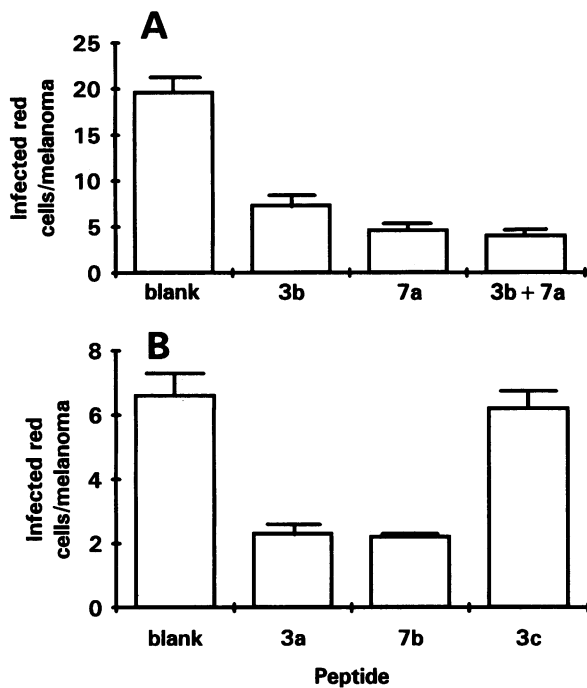 A
25
20
15
10
5
0
Infected red
cells/melanoma
blank 3b 7a 3b + 7a
B
8
6
4
2
0
Infected red
cells/melanoma
blank 3a 7b 3c
Peptide